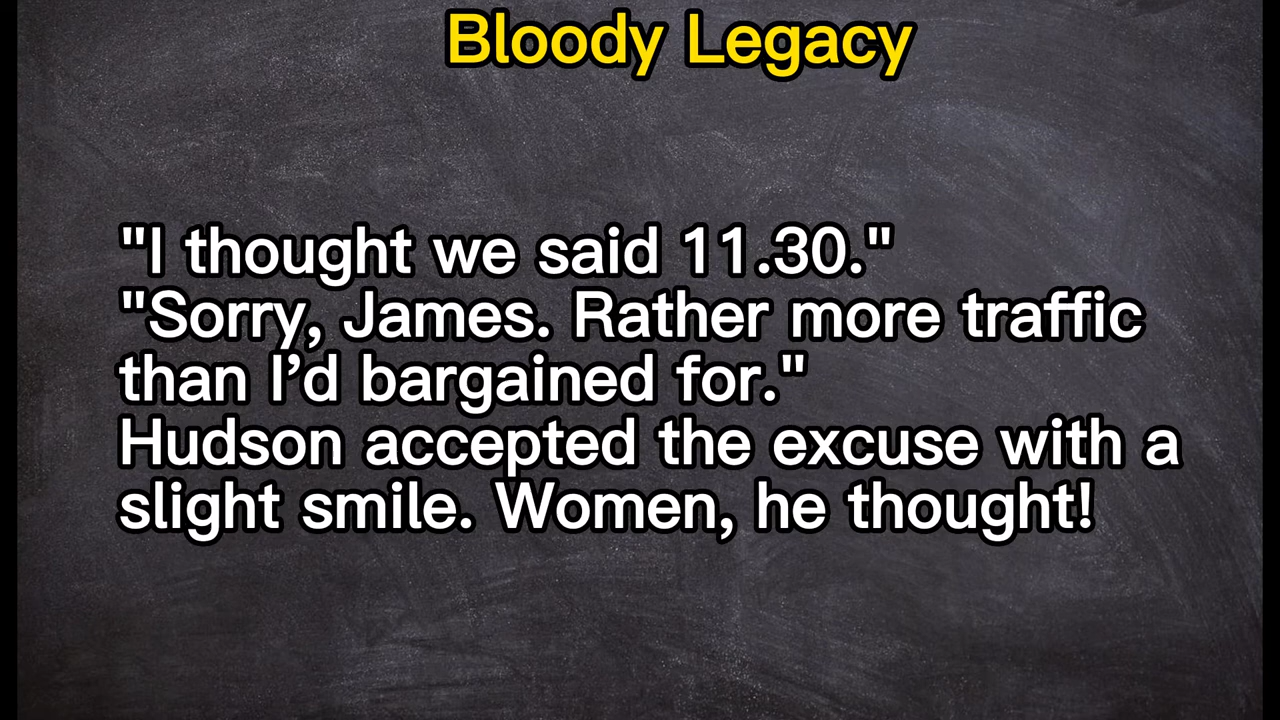 Bloody Legacy
"I thought we said 11.30."
"Sorry, James. Rather more traffic
than I’d bargained for."
Hudson accepted the excuse with a
slight smile. Women, he thought!